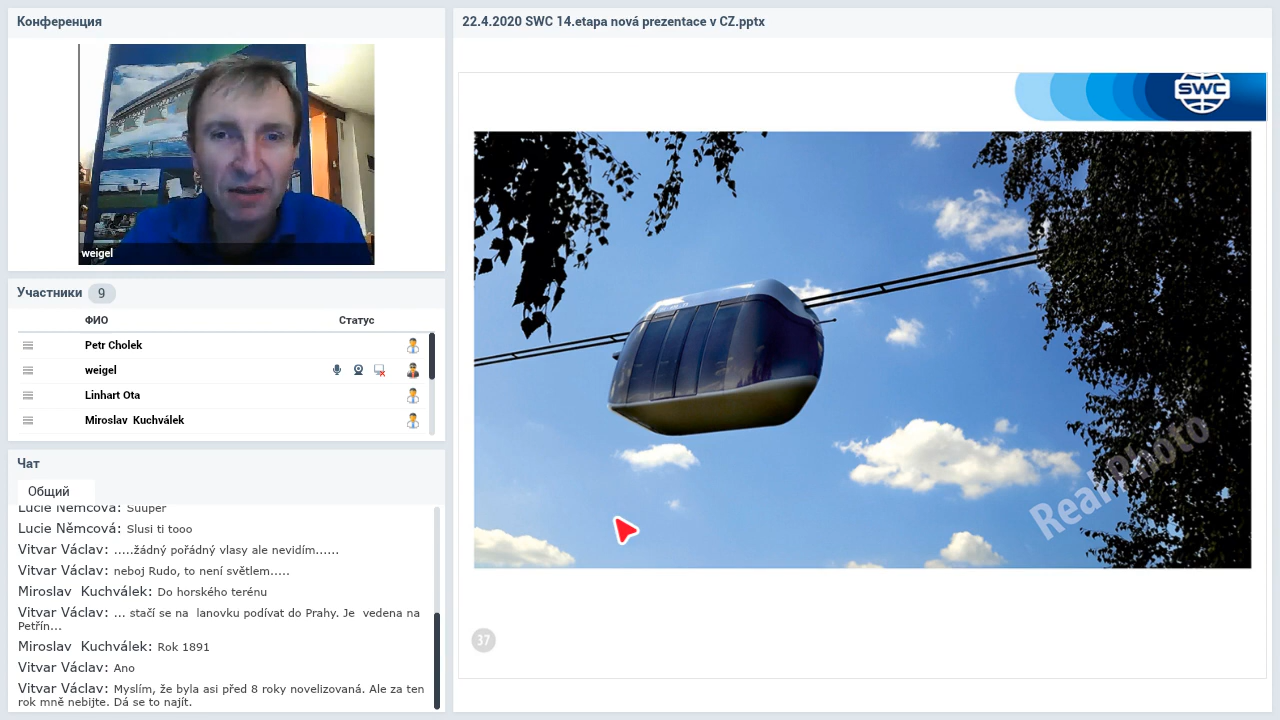 Конференция
weigel
Участники 9
ФИО Статус
Petr Cholek
weigel
Linhart Ota
Miroslav Kuchválek
Чат
Общий
Lucie Němcová: Suuper
Lucie Němcová: Slusi ti tooo
Vitvar Václav: .....žádný pořádný vlasy ale nevidím......
Vitvar Václav: neboj Rudo, to není světlem.....
Miroslav Kuchválek: Do horského terénu
Vitvar Václav: ... stačí se na lanovku podívat do Prahy. Je vedena na
Petřín...
Miroslav Kuchválek: Rok 1891
Vitvar Václav: Ano
Vitvar Václav: Myslím, že byla asi před 8 roky novelizovaná. Ale za ten
rok mně nebijte. Dá se to najít.
22.4.2020 SWC 14.etapa nová prezentace v CZ.pptx
SWC
Real Photo
37